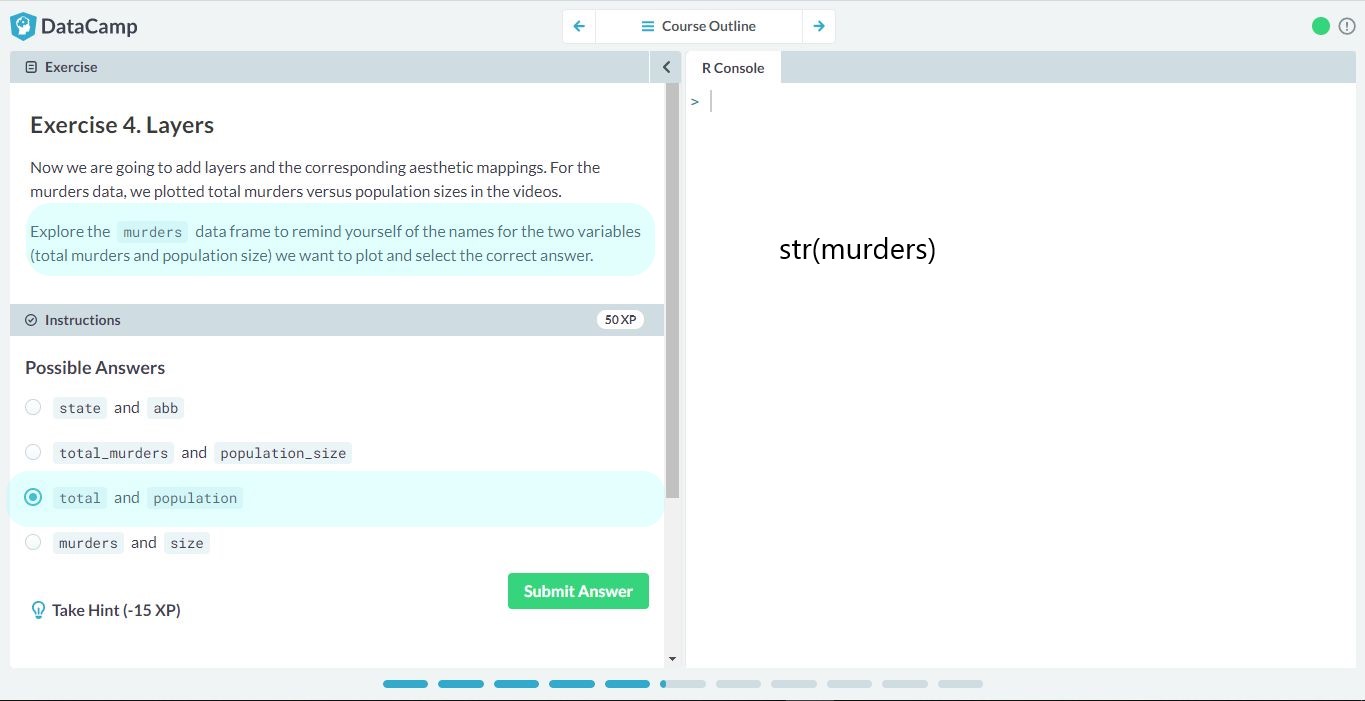 DataCamp
Course Outline
Exercise
R Console
>
Exercise 4. Layers
Now we are going to add layers and the corresponding aesthetic mappings. For the
murders data, we plotted total murders versus population sizes in the videos.
Explore the murders data frame to remind yourself of the names for the two variables
(total murders and population size) we want to plot and select the correct answer.
str(murders)
Instructions
50 XP
Possible Answers
state and abb
total_murders and population_size
total and population
murders and size
Submit Answer
Take Hint (-15 XP)